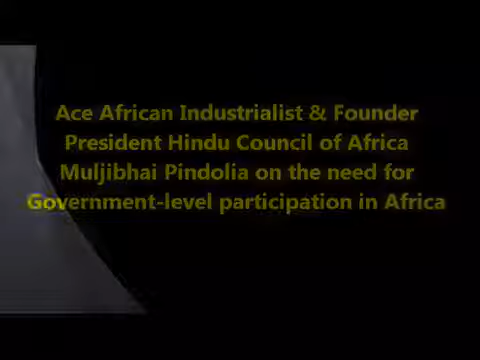 Ace African Industrialist & Founder
President Hindu Council of Africa
Muljibhai Pindolia on the need for
Government-level participation in Africa